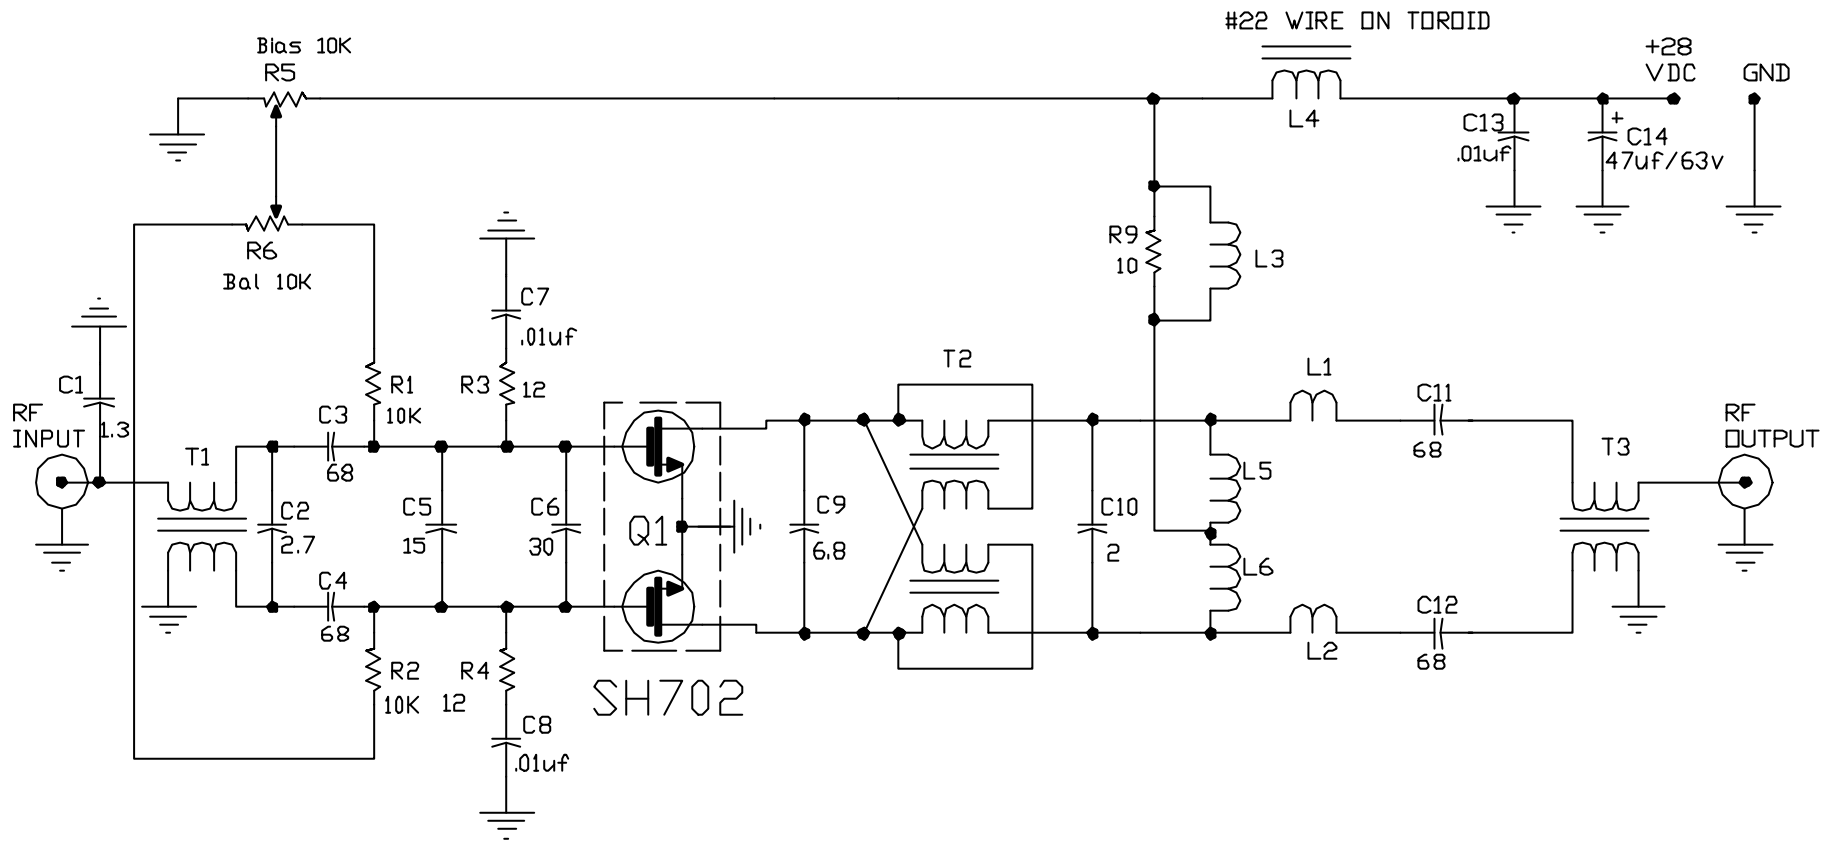 #22 WIRE ON TOROID
Bias 10K
R5
+28
VDC
GND
L4
C13
.01uf
+
C14
47uf/63v
R6
Bal 10K
R9
10
L3
C7
.01uf
T2
L1
C1
1.3
RF
INPUT
R1
10K
R3
12
C3
68
C11
68
RF
OUTPUT
T1
T3
L5
C2
2.7
C5
15
C6
30
Q1
C9
6.8
C10
2
L6
C4
68
C12
68
L2
R2
10K
R4
12
SH702
C8
.01uf